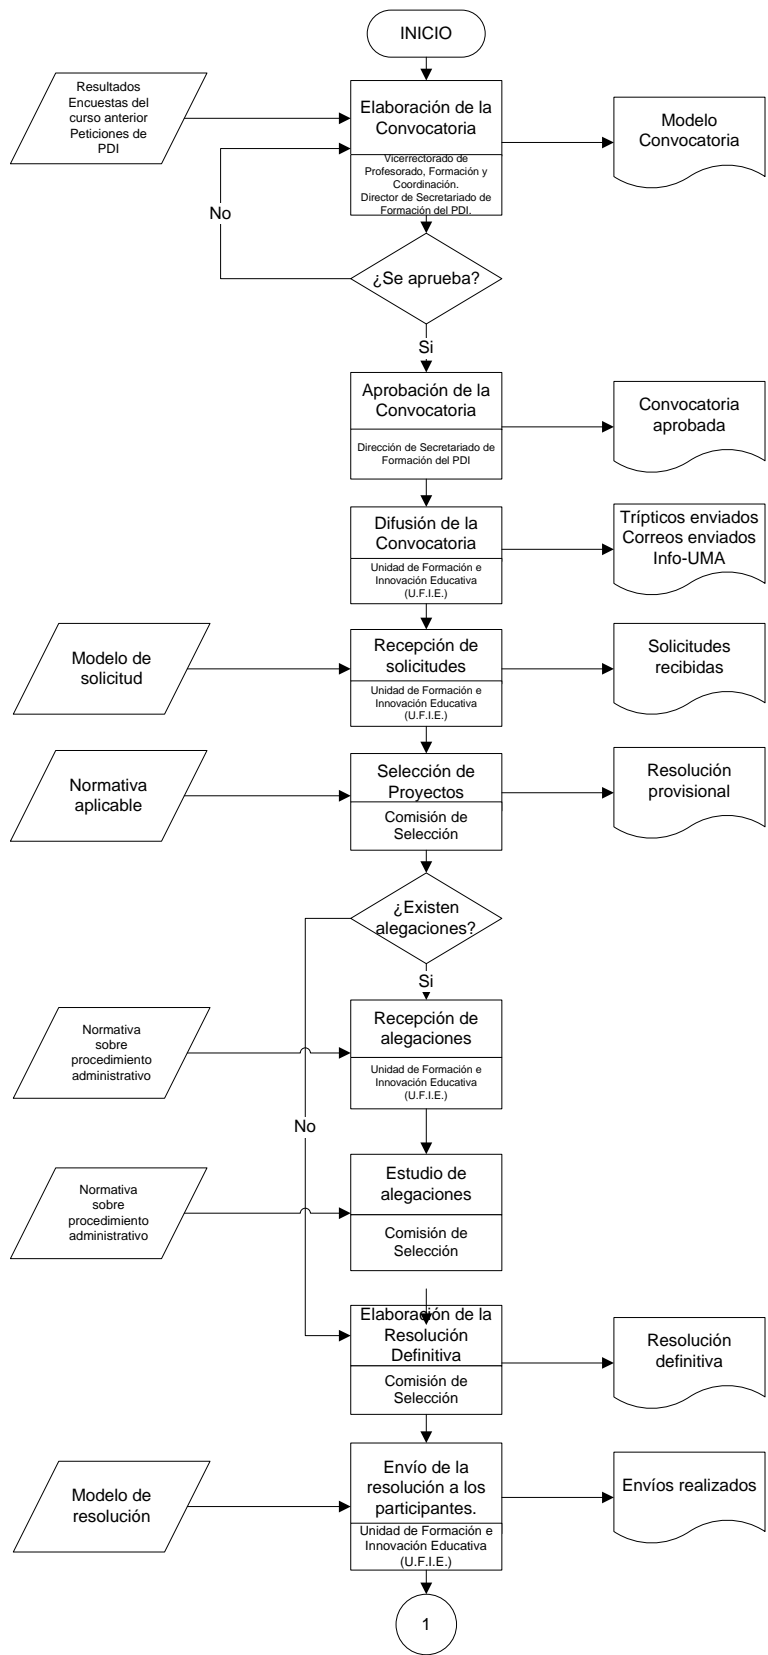 INICIO
Resultados
Encuestas del
curso anterior
Peticiones de
PDI
Elaboración de la
Convocatoria
Vicerrectorado de
Profesorado, Formación y
Coordinación.
Director de Secretariado de
Formación del PDI.
Modelo
Convocatoria
No
¿Se aprueba?
Si
Aprobación de la
Convocatoria
Dirección de Secretariado de
Formación del PDI
Convocatoria
aprobada
Difusión de la
Convocatoria
Unidad de Formación e
Innovación Educativa
(U.F.I.E.)
Trípticos enviados
Correos enviados
Info-UMA
Modelo de
solicitud
Recepción de
solicitudes
Unidad de Formación e
Innovación Educativa
(U.F.I.E.)
Solicitudes
recibidas
Normativa
aplicable
Selección de
Proyectos
Comisión de
Selección
Resolución
provisional
¿Existen
alegaciones?
Si
Normativa
sobre
procedimiento
administrativo
Recepción de
alegaciones
Unidad de Formación e
Innovación Educativa
(U.F.I.E.)
No
Normativa
sobre
procedimiento
administrativo
Estudio de
alegaciones
Comisión de
Selección
Elaboración de la
Resolución
Definitiva
Comisión de
Selección
Resolución
definitiva
Modelo de
resolución
Envío de la
resolución a los
participantes.
Unidad de Formación e
Innovación Educativa
(U.F.I.E.)
Envíos realizados
1